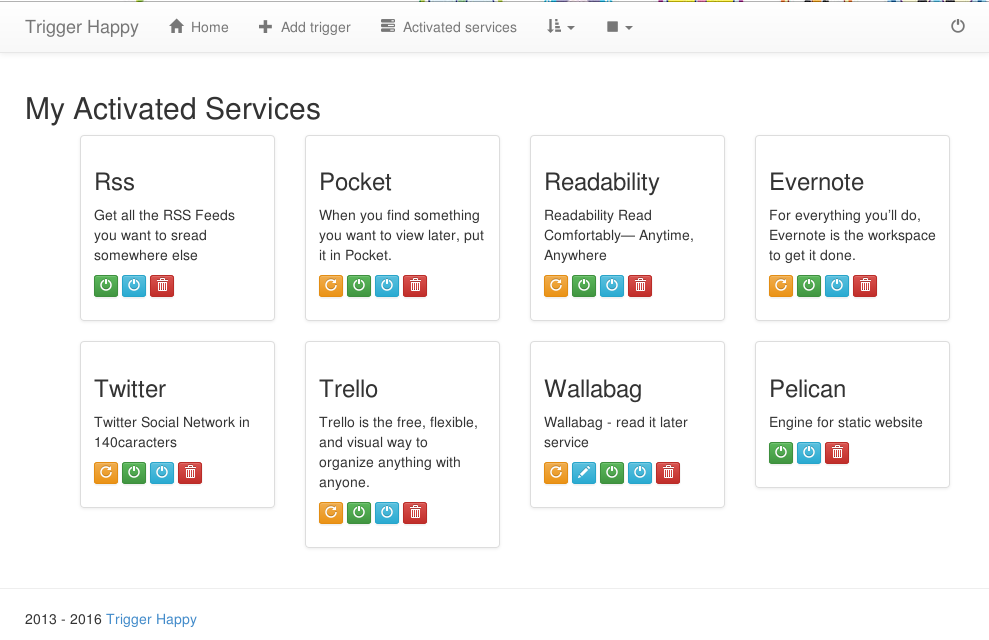 Trigger Happy Home Add trigger Activated services
My Activated Services
Rss
Get all the RSS Feeds
you want to sread
somewhere else
Pocket
When you find something
you want to view later, put
it in Pocket.
Readability
Readability Read
Comfortably— Anytime,
Anywhere
Evernote
For everything you’ll do,
Evernote is the workspace
to get it done.
Twitter
Twitter Social Network in
140caracters
Trello
Trello is the free, flexible,
and visual way to
organize anything with
anyone.
Wallabag
Wallabag - read it later
service
Pelican
Engine for static website
2013 - 2016 Trigger Happy